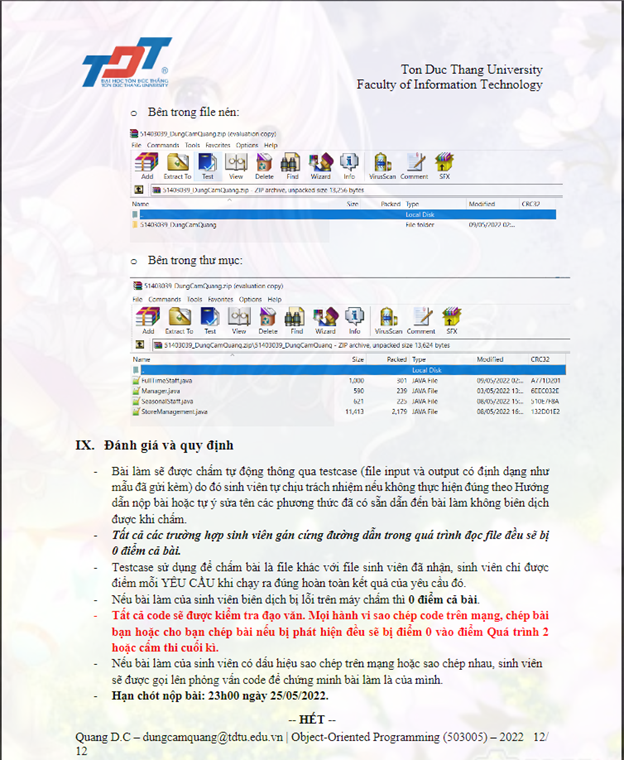 TDT
®
ĐẠI HỌC TÔN ĐỨC THẮNG
TON DUC THANG UNIVERSITY
Ton Duc Thang University
Faculty of Information Technology
o Bên trong file nén:
51403039_DungCamQuang.zip (evaluation copy)
File Commands Tools Favorites Options Help
Add Extract To Test View Delete Find Wizard Info VirusScan Comment SFX
51403039_DungCamQuang.zip - ZIP archive, unpacked size 13,256 bytes
Name Size Packed Type Modified CRC32
.. Local Disk
51403039_DungCamQuang File folder 09/05/2022 02:..
o Bên trong thư mục:
51403039_DungCamQuang.zip (evaluation copy)
File Commands Tools Favorites Options Help
Add Extract To Test View Delete Find Wizard Info VirusScan Comment SFX
51403039_DungCamQuang.zip\51403039_DungCamQuang - ZIP archive, unpacked size 13,624 bytes
Name Size Packed Type Modified CRC32
.. Local Disk
FullTimeStaff.java 1,000 301 JAVA File 09/05/2022 02:.. A771D201
Manager.java 590 239 JAVA File 03/05/2022 13:..
SeasonalStaff.java 621 225 JAVA File 08/05/2022 15:.. 510E7F8A
StoreManagement.java 11,413 2,179 JAVA File 08/05/2022 16:.. 132D01E2
IX. Đánh giá và quy định
- Bài làm sẽ được chấm tự động thông qua testcase (file input và output có định dạng như
mẫu đã gửi kèm) do đó sinh viên tự chịu trách nhiệm nếu không thực hiện đúng theo Hướng
dẫn nộp bài hoặc tự ý sửa tên các phương thức đã có sẵn dẫn đến bài làm không biên dịch
được khi chấm.
- Tất cả các trường hợp sinh viên gán cứng đường dẫn trong quá trình đọc file đều sẽ bị
0 điểm cả bài.
- Testcase sử dụng để chấm bài là file khác với file sinh viên đã nhận, sinh viên chỉ được
điểm mỗi YÊU CẦU khi chạy ra đúng hoàn toàn kết quả của yêu cầu đó.
- Nếu bài làm của sinh viên biên dịch bị lỗi trên máy chấm thì 0 điểm cả bài.
- Tất cả code sẽ được kiểm tra đạo văn. Mọi hành vi sao chép code trên mạng, chép bài
bạn hoặc cho bạn chép bài nếu bị phát hiện đều sẽ bị điểm 0 vào điểm Quá trình 2
hoặc cấm thi cuối kì.
- Nếu bài làm của sinh viên có dấu hiệu sao chép trên mạng hoặc sao chép nhau, sinh viên
sẽ được gọi lên phỏng vấn code để chứng minh bài làm là của mình.
- Hạn chót nộp bài: 23h00 ngày 25/05/2022.
-- HẾT --
Quang D.C – dungcamquang@tdtu.edu.vn | Object-Oriented Programming (503005) – 2022 12/
12